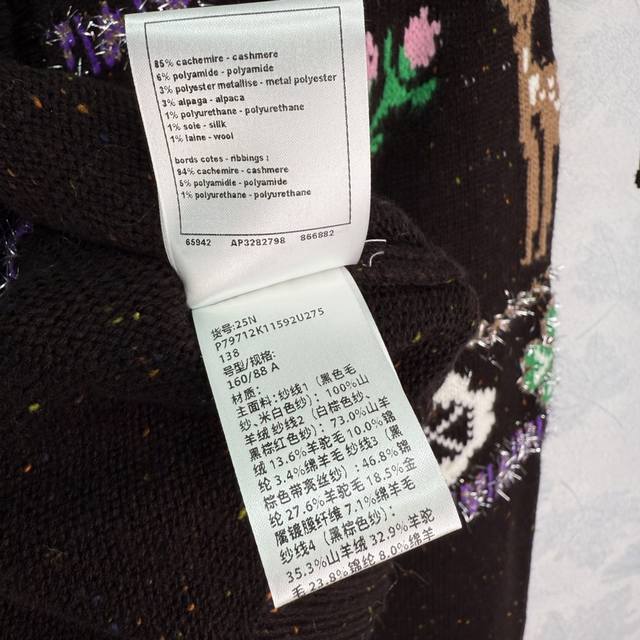 85% cachemire - cashmere
6% polyamide - polyamide
3% polyester metallise - metal polyester
3% alpaga - alpaca
1% polyurethane - polyurethane
1% soie - silk
1% laine - wool
bords cotes - ribbings :
94% cachemire - cashmere
5% polyamidie - polyamide
1% polyurethane - polyurethane
65942 AP3282798 866882
货号:25N
P79712K11592U275
138
号型/规格:
160/88 A
材质:
主面料: 纱线1 (黑色毛
纱、米白色纱): 100%山
羊绒 纱线2 (白棕色纱、
黑棕红色纱): 73.0%山羊
绒 13.6%羊驼毛 10.0%锦
纶 3.4%绵羊毛 纱线3 (黑
棕色带亮丝纱): 46.8%锦
纶 27.6%羊驼毛 18.5%金
属镀膜纤维 7.1%绵羊毛
纱线4 (黑棕色纱):
35.3%山羊绒 32.9%羊驼
毛 23.8%锦纶 8.0%绵羊